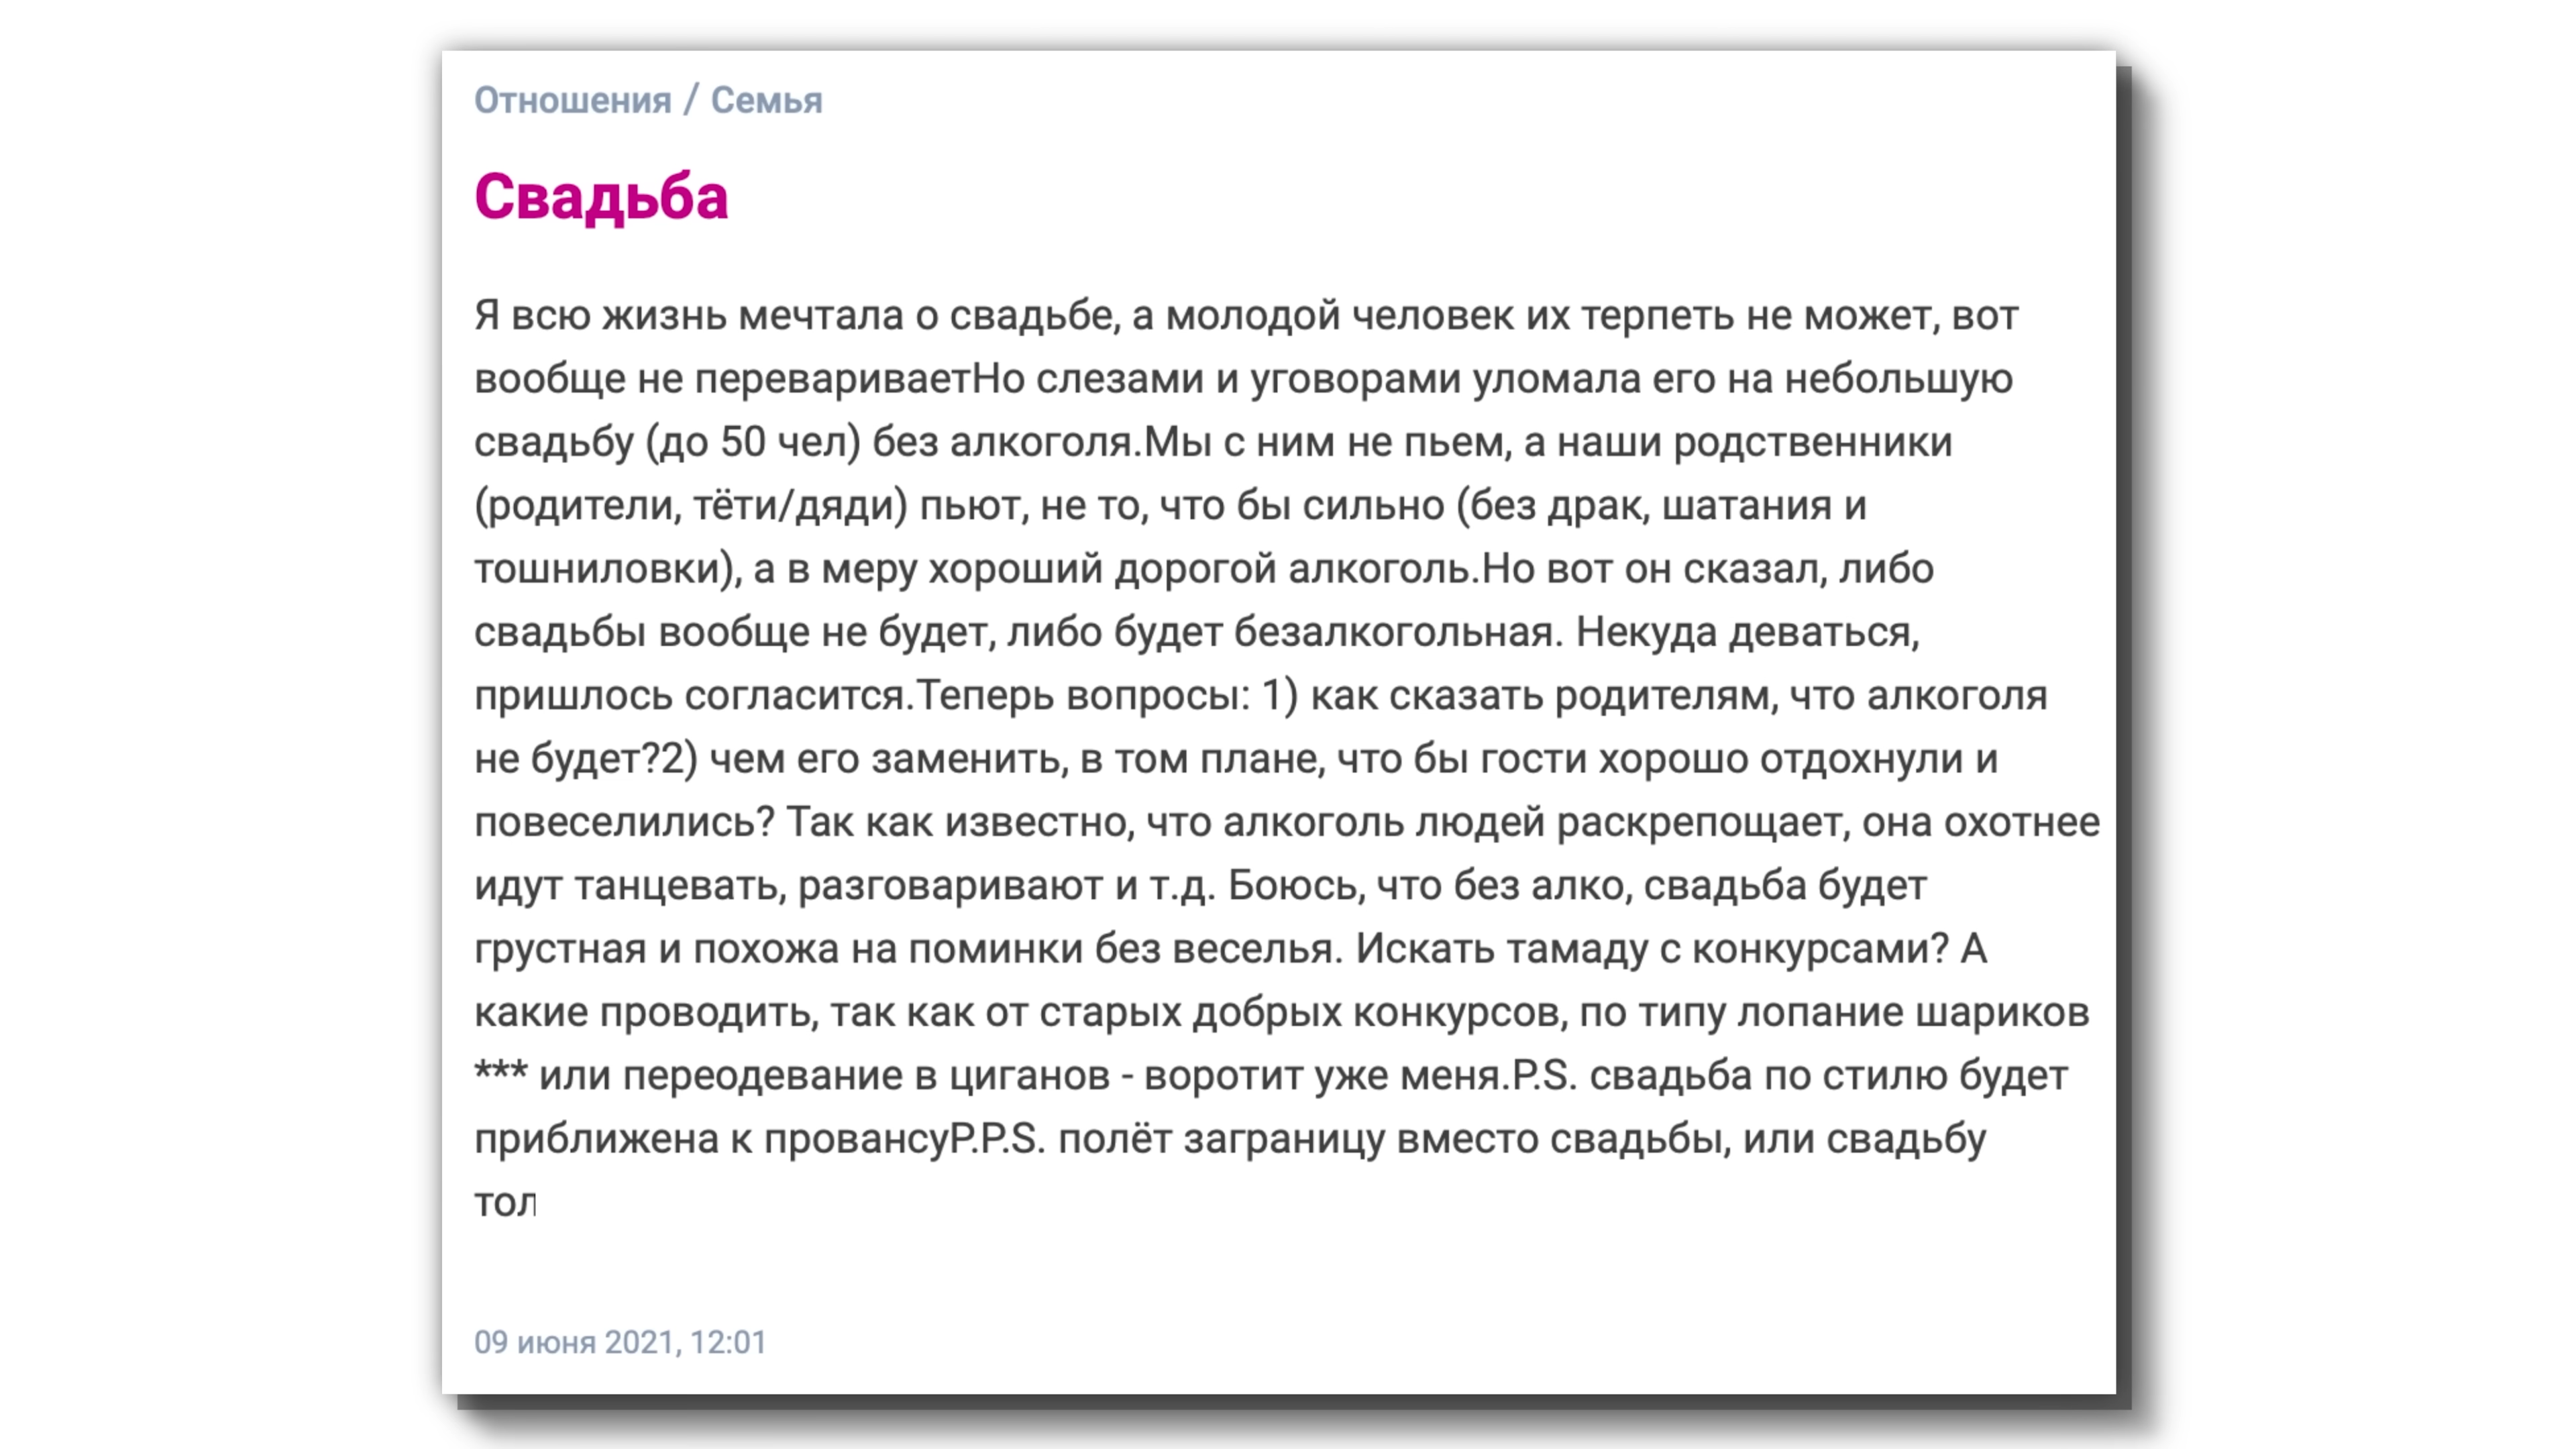 Отношения / Семья
Свадьба
Я всю жизнь мечтала о свадьбе, а молодой человек их терпеть не может, вот
вообще не перевариваетНо слезами и уговорами уломала его на небольшую
свадьбу (до 50 чел) без алкоголя.Мы с ним не пьем, а наши родственники
(родители, тёти/дяди) пьют, не то, что бы сильно (без драк, шатания и
тошниловки), а в меру хороший дорогой алкоголь.Но вот он сказал, либо
свадьбы вообще не будет, либо будет безалкогольная. Некуда деваться,
пришлось согласится.Теперь вопросы: 1) как сказать родителям, что алкоголя
не будет?2) чем его заменить, в том плане, что бы гости хорошо отдохнули и
повеселились? Так как известно, что алкоголь людей раскрепощает, она охотнее
идут танцевать, разговаривают и т.д. Боюсь, что без алко, свадьба будет
грустная и похожа на поминки без веселья. Искать тамаду с конкурсами? А
какие проводить, так как от старых добрых конкурсов, по типу лопание шариков
*** или переодевание в циганов - воротит уже меня.P.S. свадьба по стилю будет
приближена к провансуP.P.S. полёт заграницу вместо свадьбы, или свадьбу
тол
09 июня 2021, 12:01